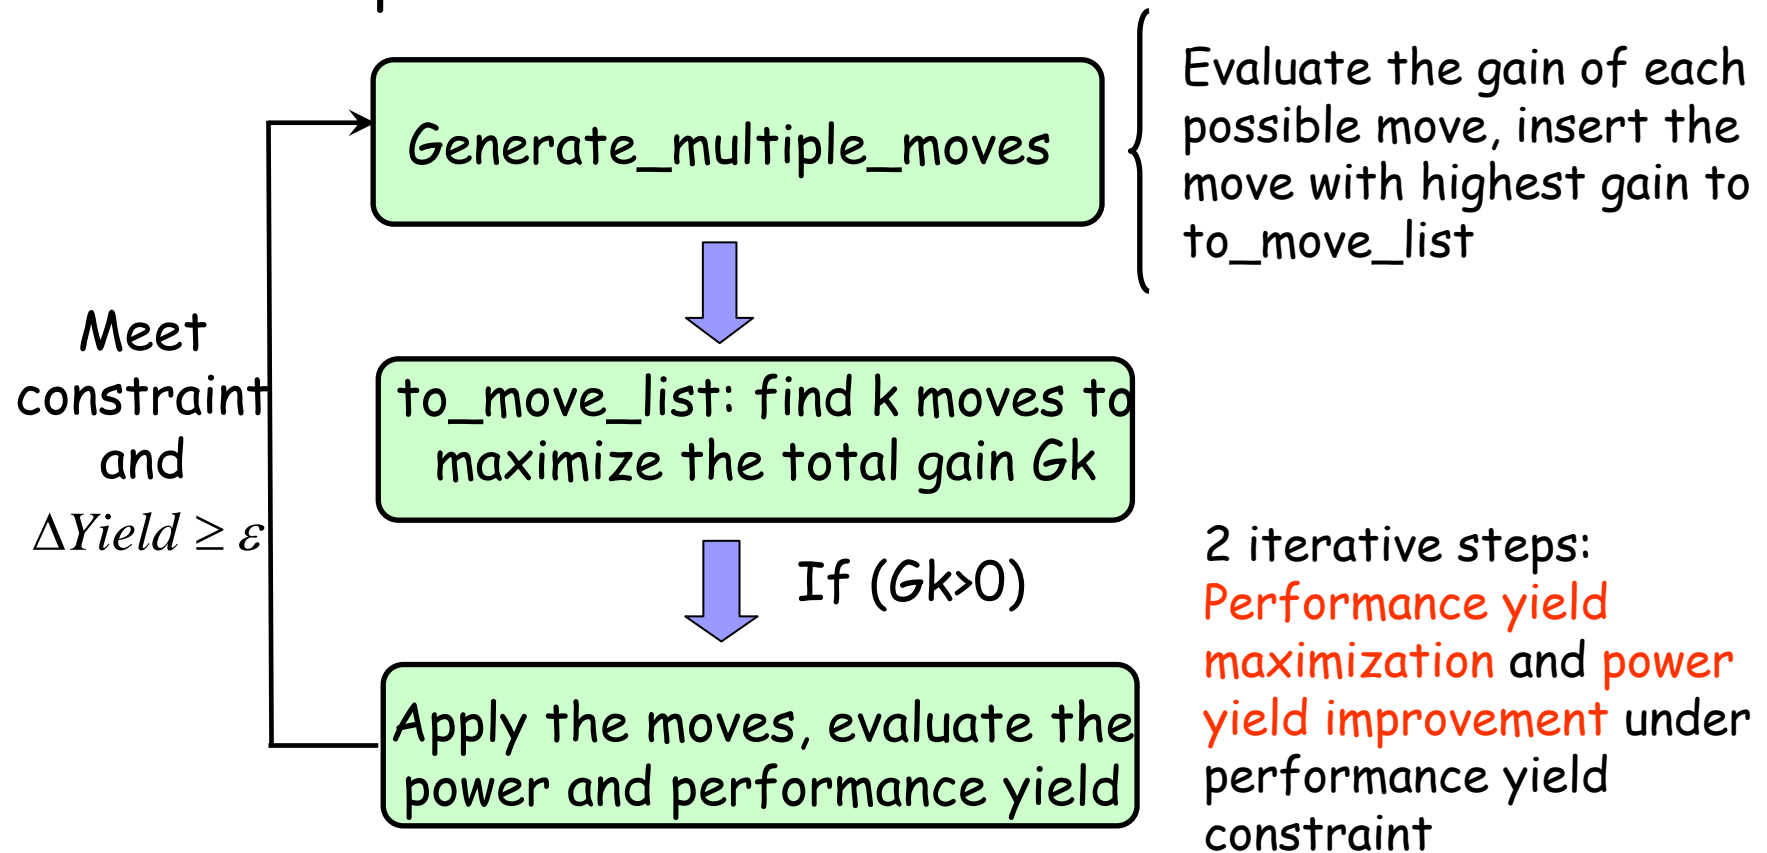 Generate_multiple_moves
Evaluate the gain of each
possible move, insert the
move with highest gain to
to_move_list
Meet
constraint
and
ΔYield ≥ ε
to_move_list: find k moves to
maximize the total gain Gk
If (Gk>0)
Apply the moves, evaluate the
power and performance yield
2 iterative steps:
Performance yield
maximization and power
yield improvement under
performance yield
constraint